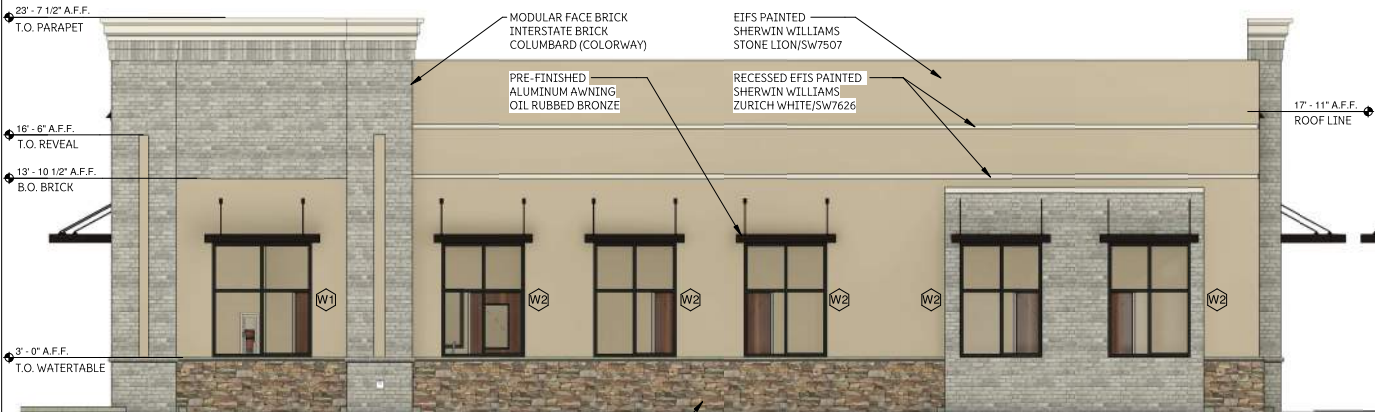 23' - 7 1/2" A.F.F.
T.O. PARAPET
MODULAR FACE BRICK
INTERSTATE BRICK
COLUMBARD (COLORWAY)
EIFS PAINTED
SHERWIN WILLIAMS
STONE LION/SW7507
PRE-FINISHED
ALUMINUM AWNING
OIL RUBBED BRONZE
RECESSED EFIS PAINTED
SHERWIN WILLIAMS
ZURICH WHITE/SW7626
17' - 11" A.F.F.
ROOF LINE
16' - 6" A.F.F.
T.O. REVEAL
13' - 10 1/2" A.F.F.
B.O. BRICK
W1
W2
W2
W2
W2
W2
3' - 0" A.F.F.
T.O. WATERTABLE